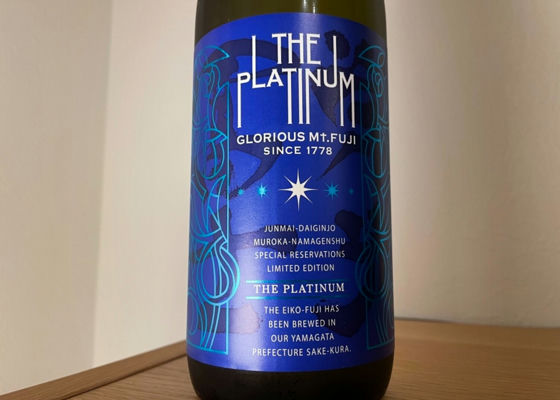 THE
PLATINUM
GLORIOUS Mt.FUJI
SINCE 1778
JUNMAI-DAIGINJO
MUROKA-NAMAGENSHU
SPECIAL RESERVATIONS
LIMITED EDITION
THE PLATINUM
THE EIKO-FUJI HAS
BEEN BREWED IN
OUR YAMAGATA
PREFECTURE SAKE-KURA.